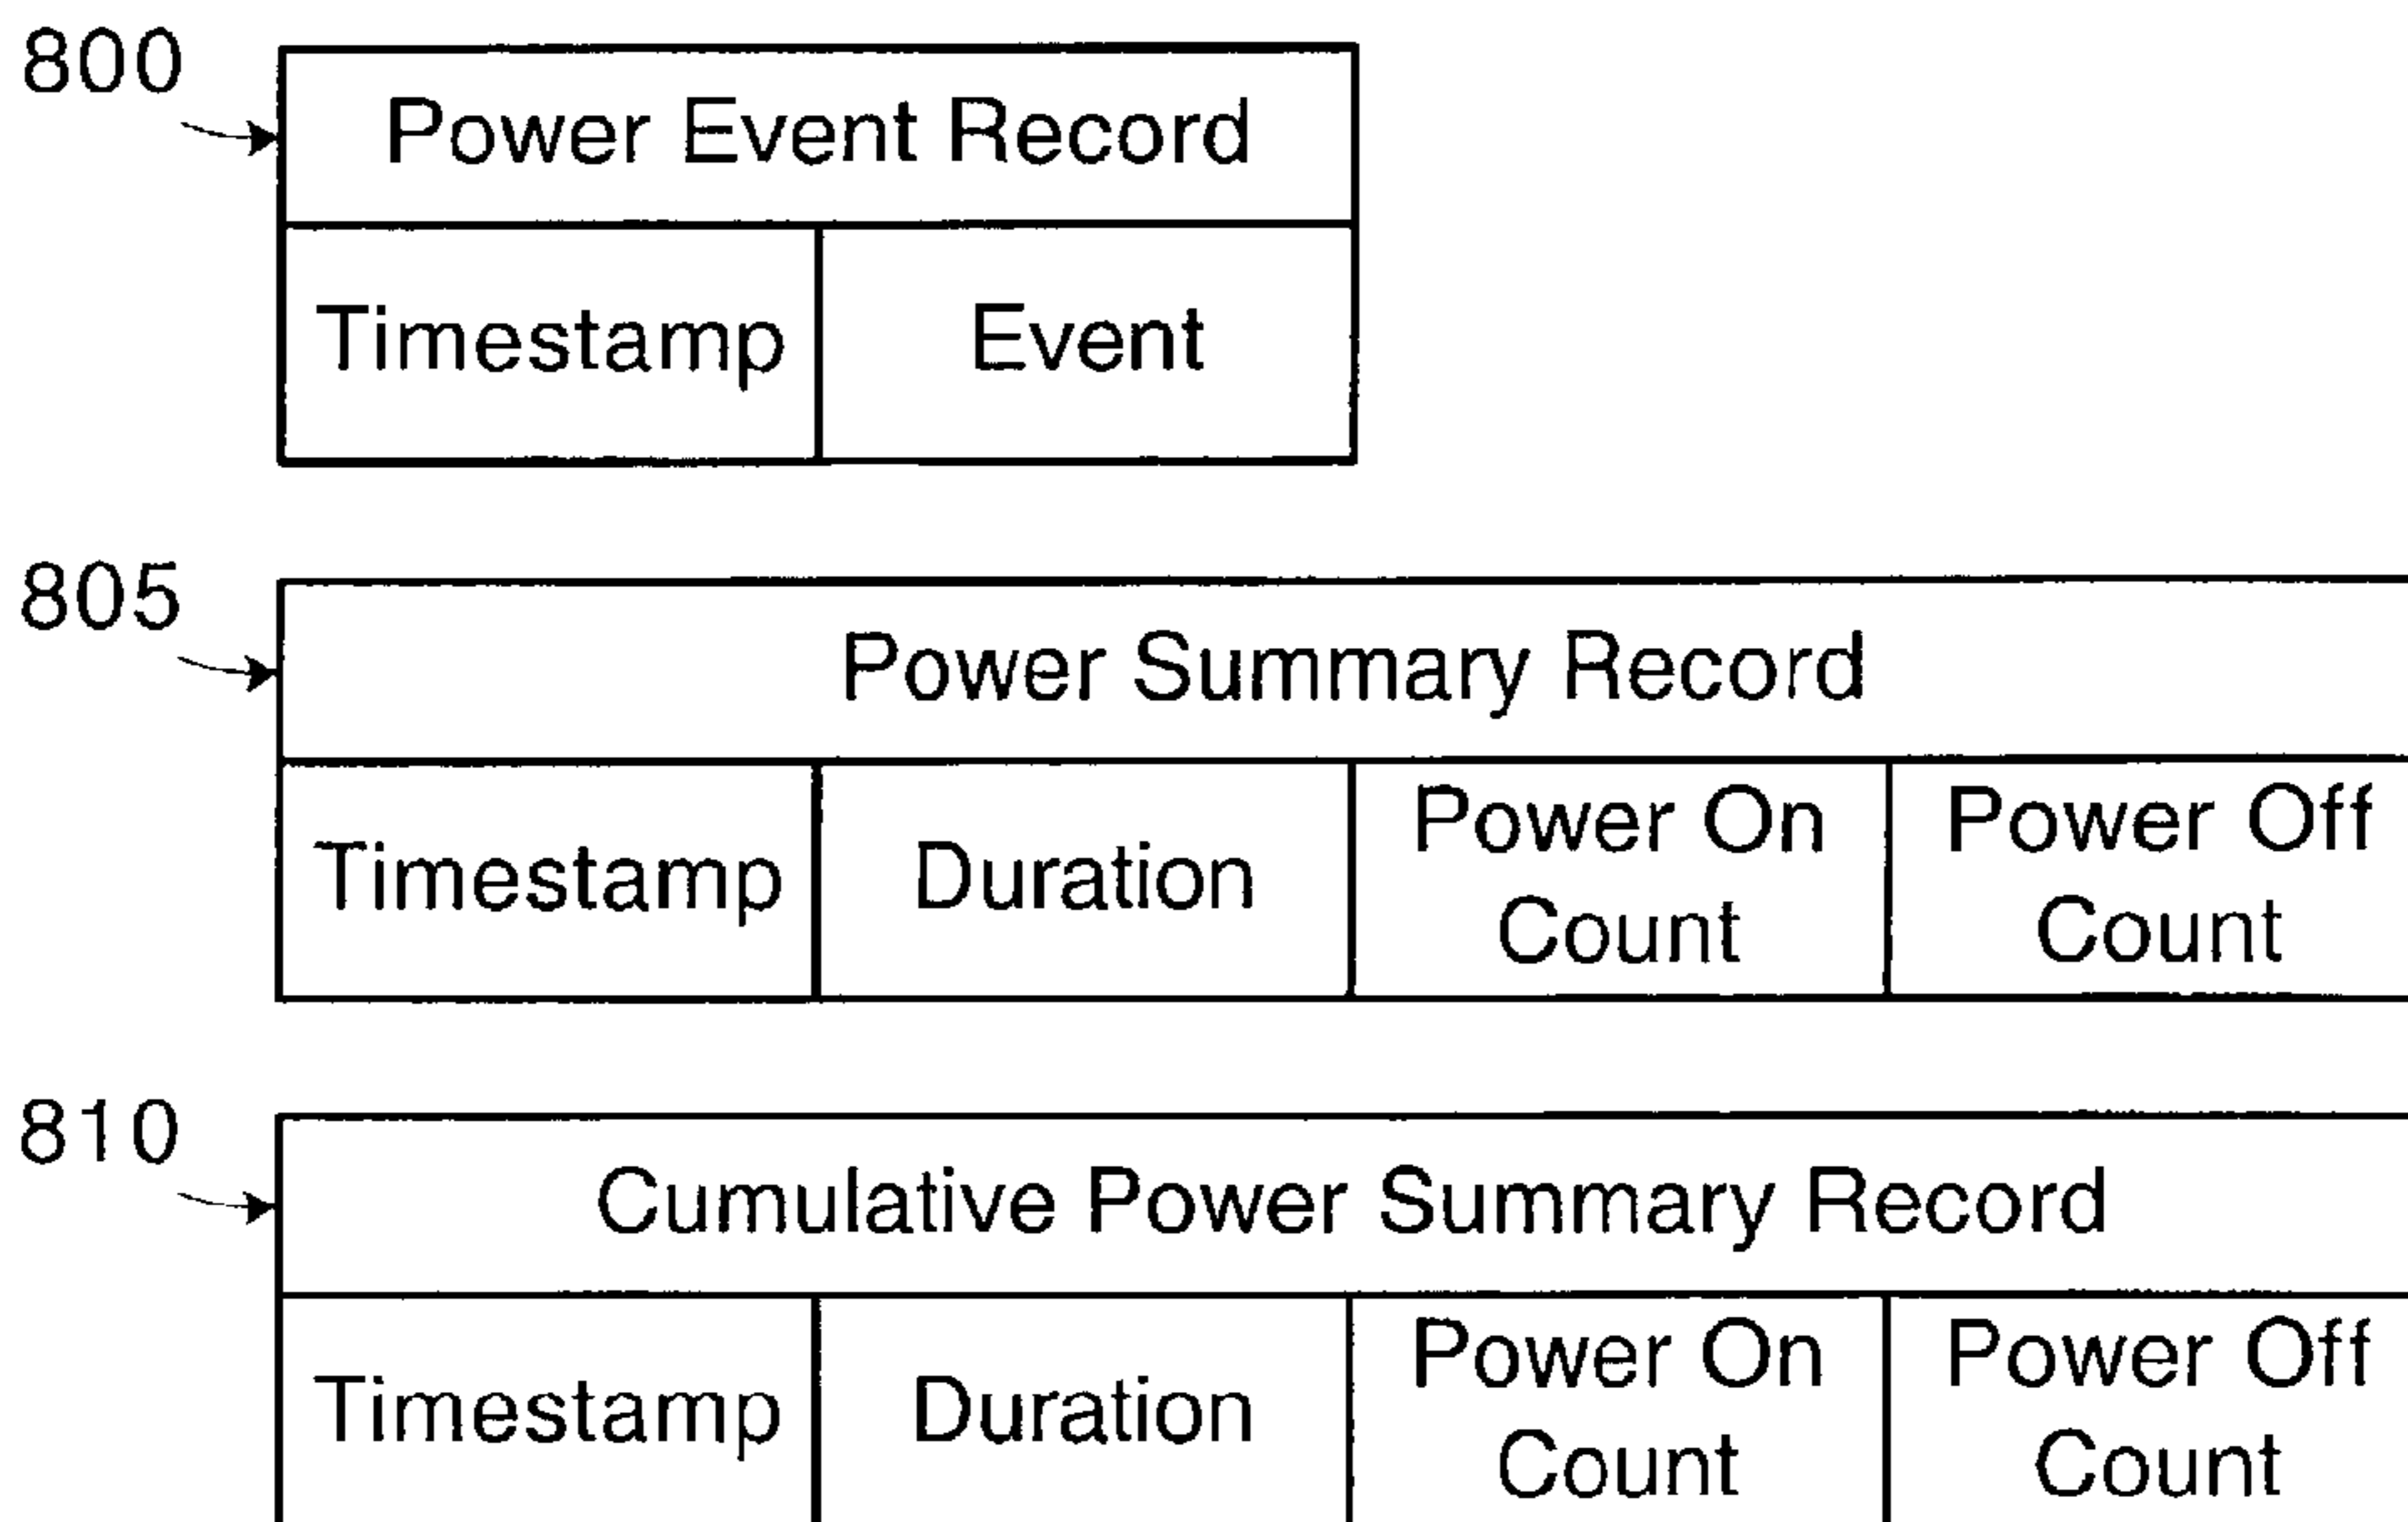 800
Power Event Record
Timestamp
Event
805
Power Summary Record
Timestamp
Duration
Power On
Count
Power Off
Count
810
Cumulative Power Summary Record
Timestamp
Duration
Power On
Count
Power Off
Count